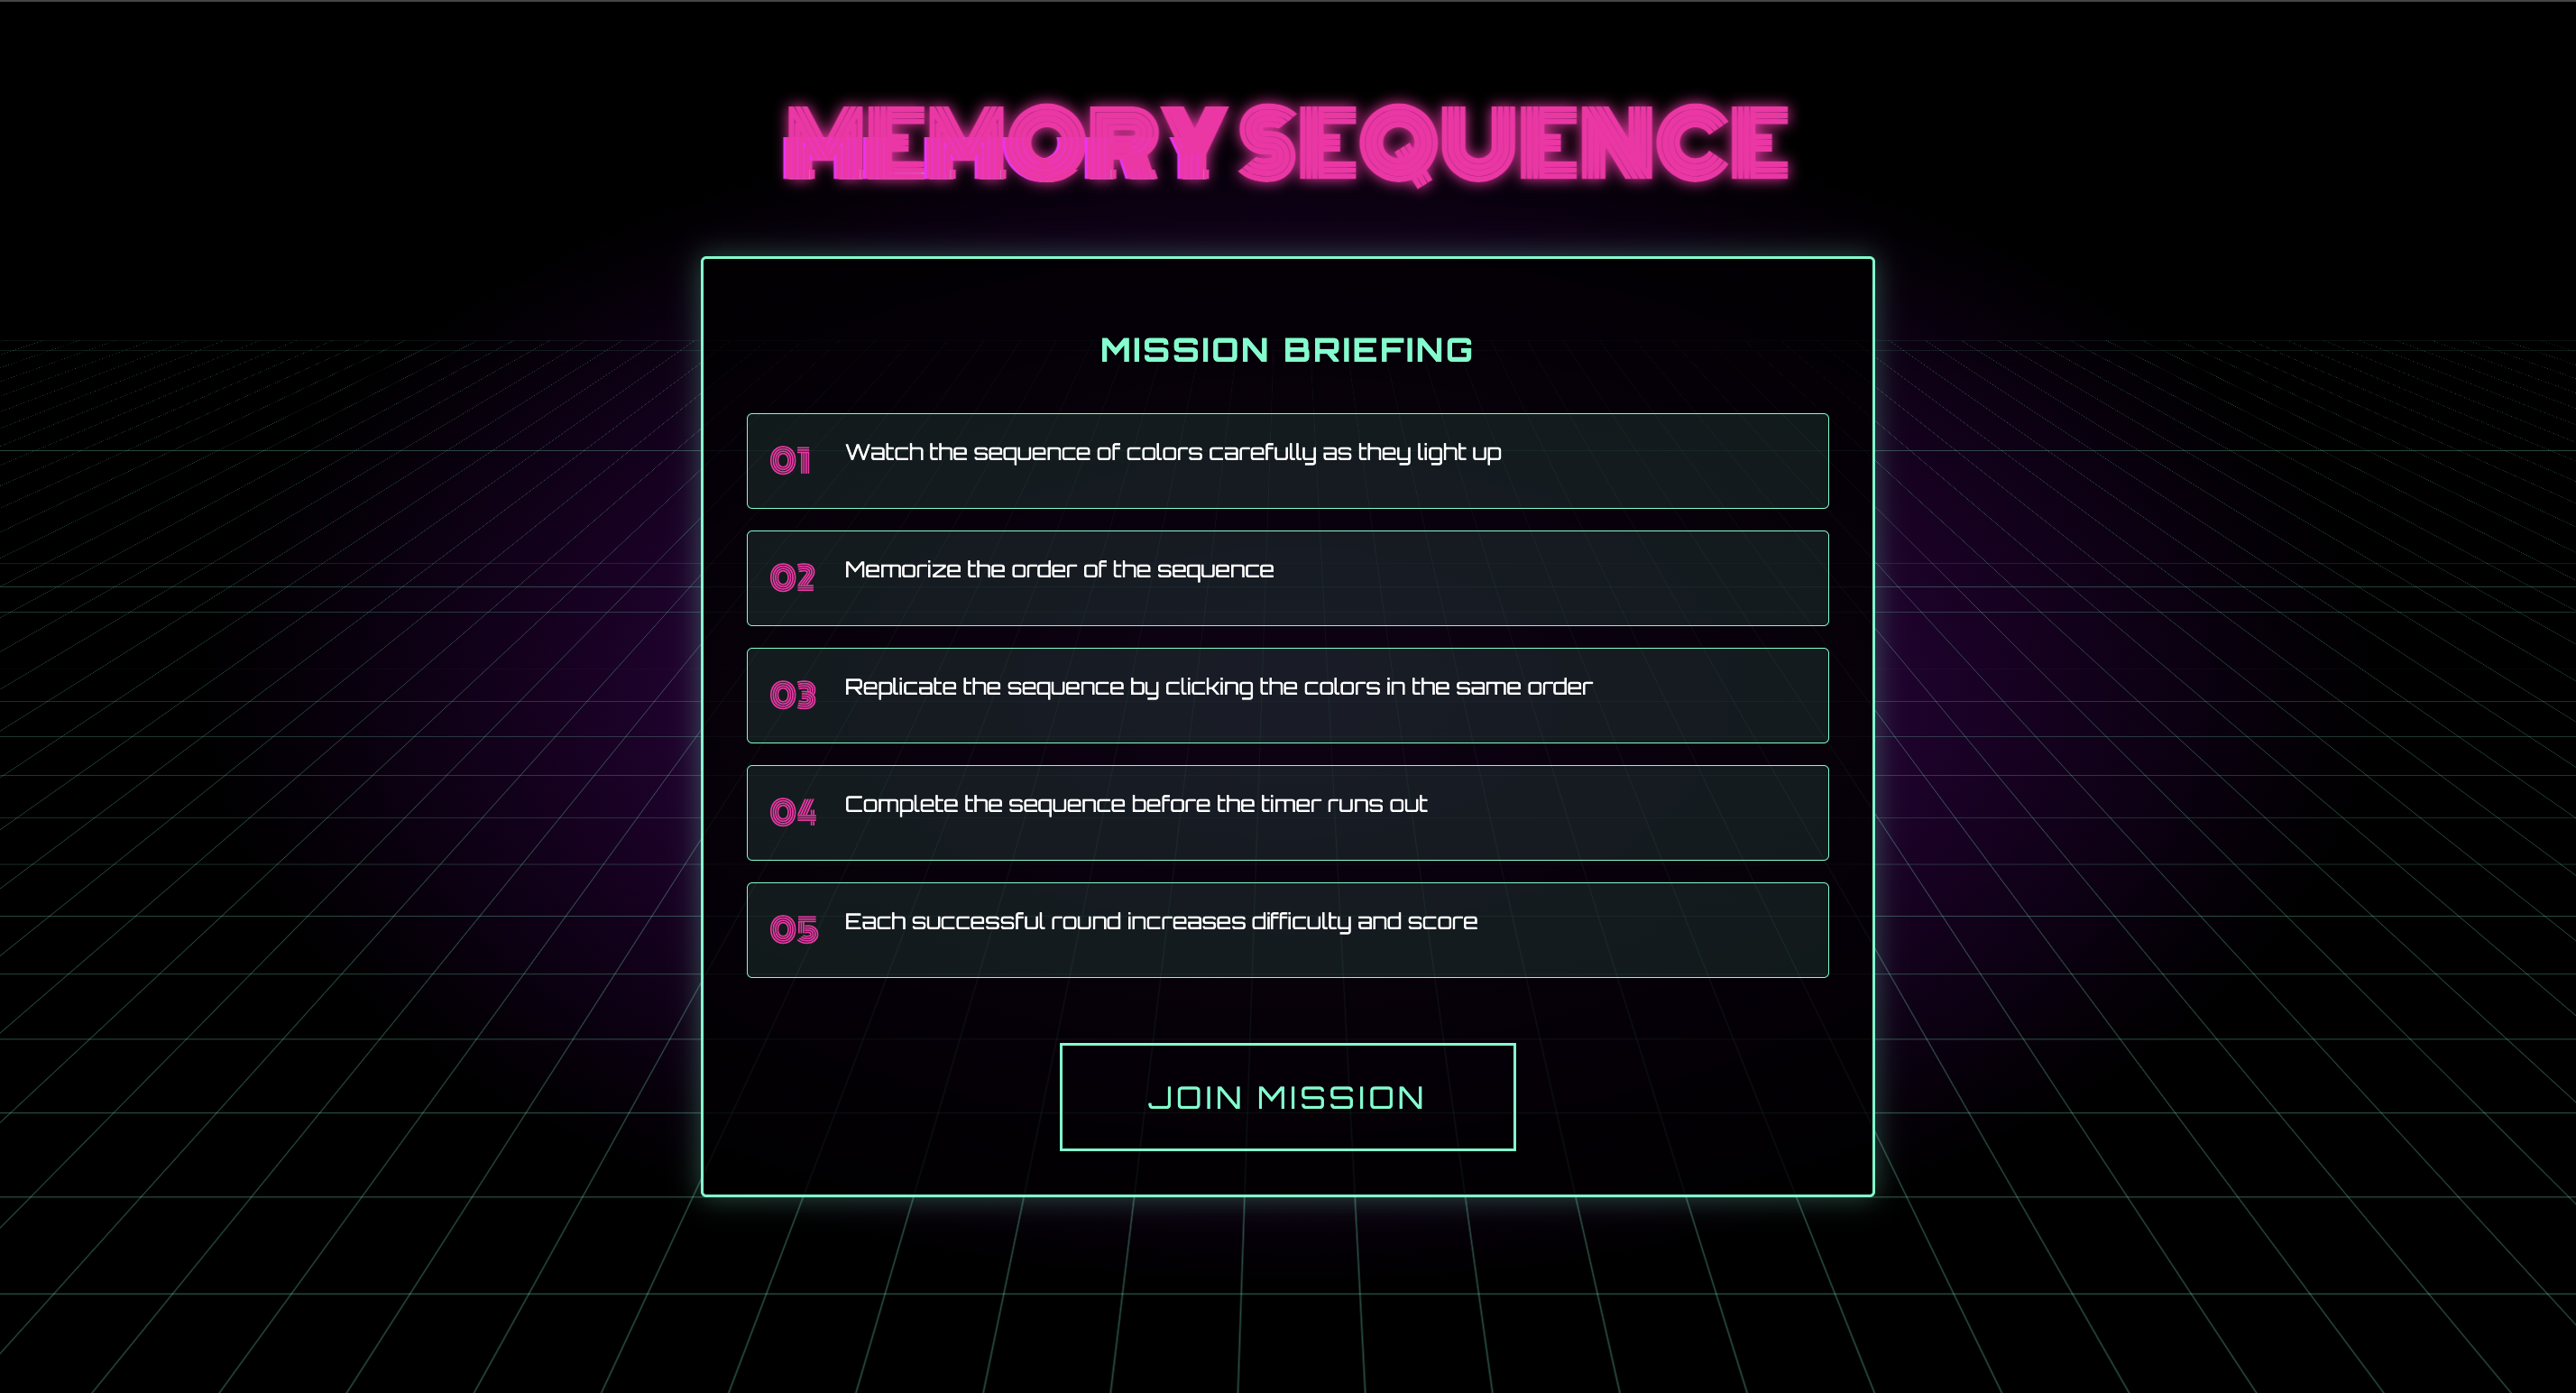 MEMORY SEQUENCE
MISSION BRIEFING
01 Watch the sequence of colors carefully as they light up
02 Memorize the order of the sequence
03 Replicate the sequence by clicking the colors in the same order
04 Complete the sequence before the timer runs out
05 Each successful round increases difficulty and score
JOIN MISSION